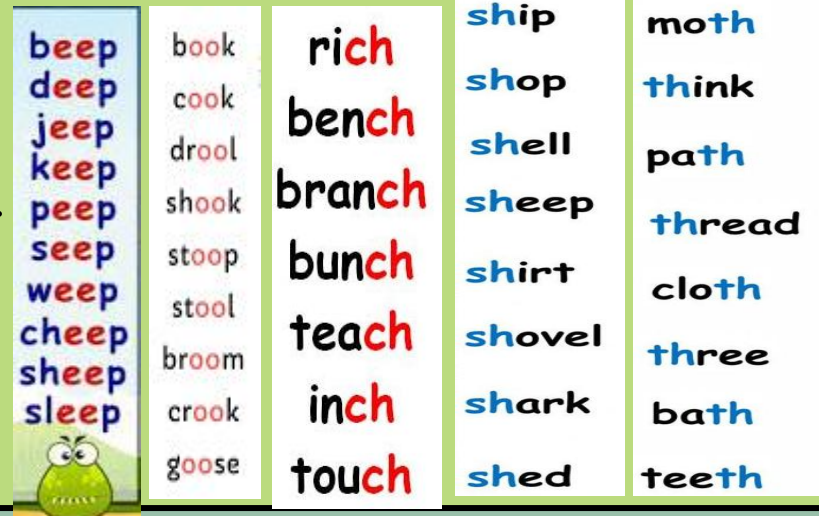 beep
deep
jeep
keep
peep
seep
weep
cheep
sheep
sleep
book
cook
drool
shook
stoop
stool
broom
crook
goose
rich
bench
branch
bunch
teach
inch
touch
ship
shop
shell
sheep
shirt
shovel
shark
shed
moth
think
path
thread
cloth
three
bath
teeth